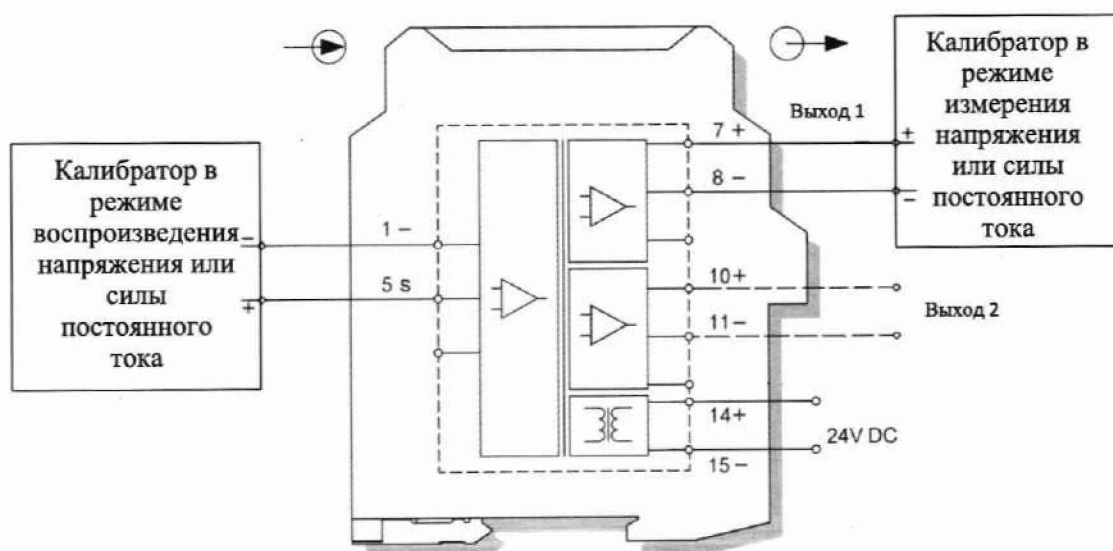 Калибратор в
режиме
воспроизведения
напряжения или
силы
постоянного
тока
−
+
1 −
5 s
7 +
8 −
10+
11−
14+
15−
Выход 1
Выход 2
24V DC
+
−
Калибратор в
режиме
измерения
напряжения
или силы
постоянного
тока